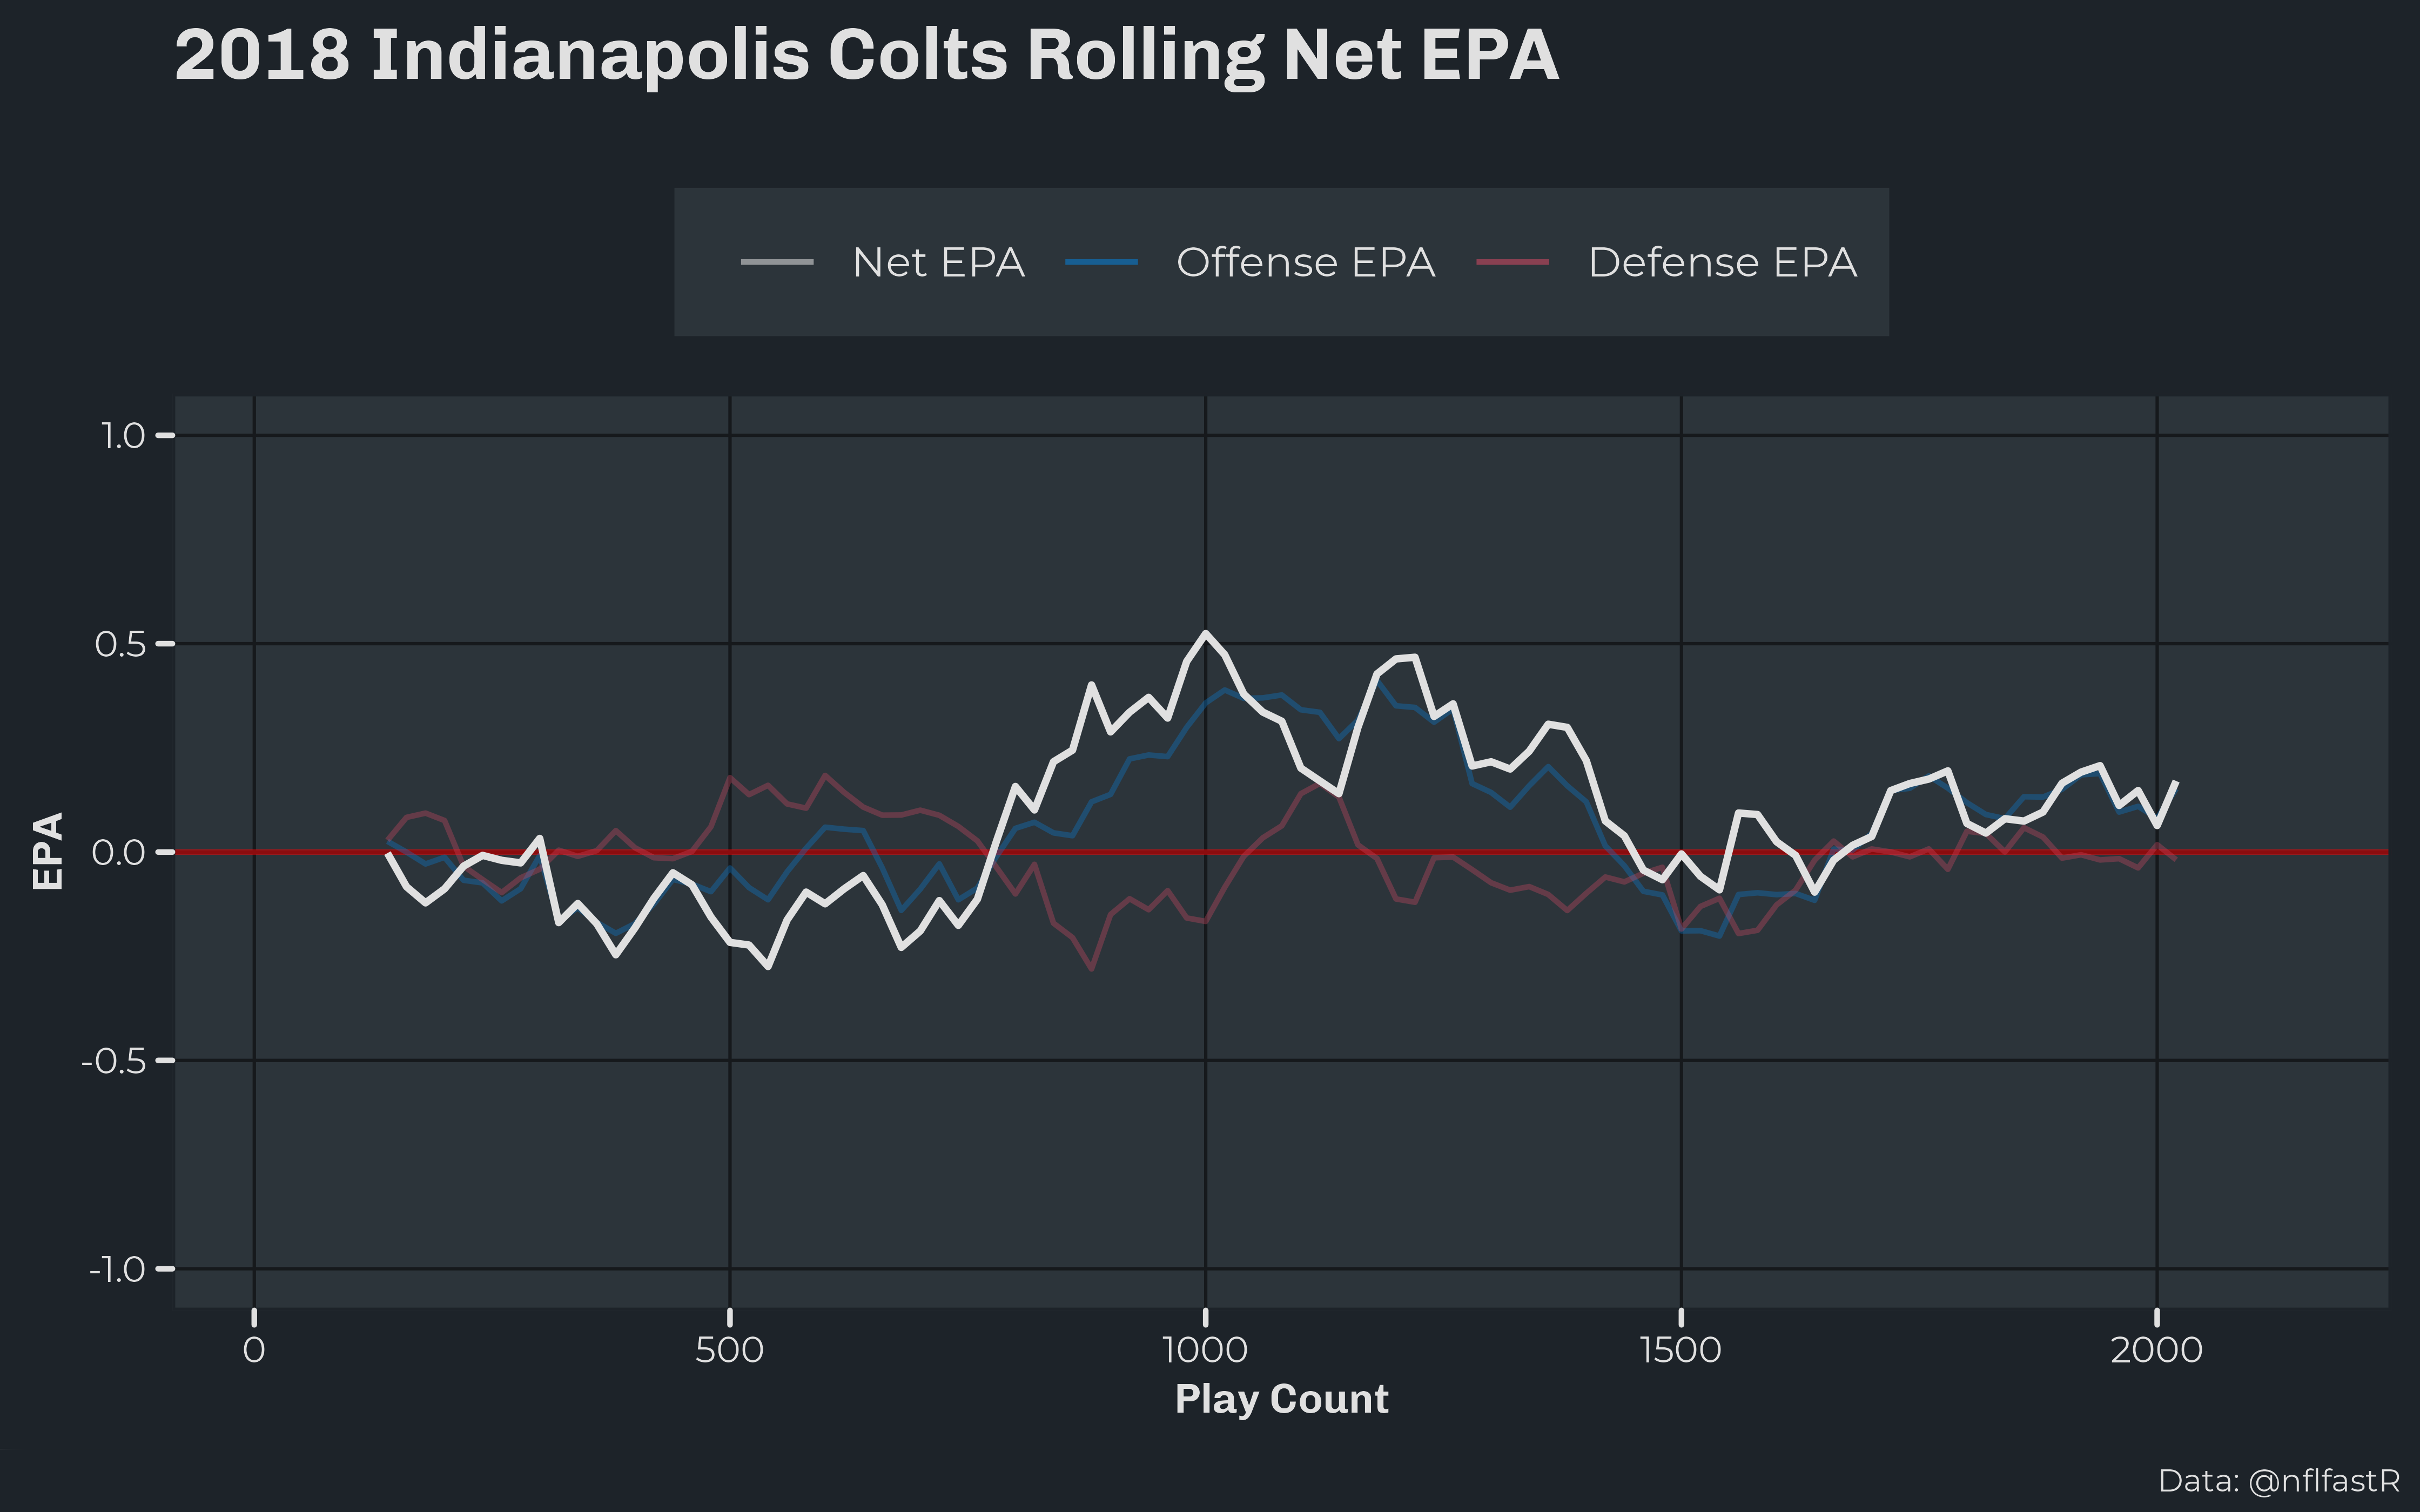 2018 Indianapolis Colts Rolling Net EPA
Net EPA Offense EPA Defense EPA
1.0
0.5
0.0
-0.5
-1.0
EPA
0 500 1000 1500 2000
Play Count
Data: @nflfastR